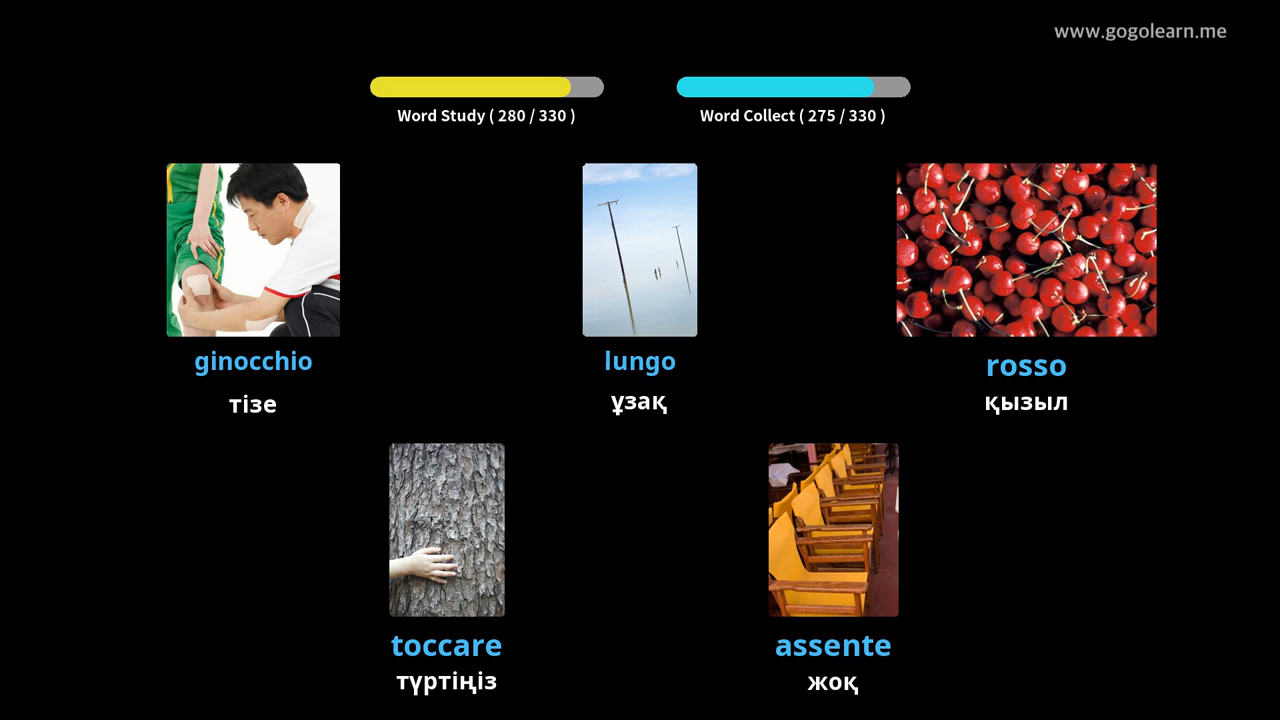 www.gogolearn.me
Word Study ( 280 / 330 )
Word Collect ( 275 / 330 )
ginocchio
тізе
lungo
ұзақ
rosso
қызыл
toccare
түртіңіз
assente
жоқ